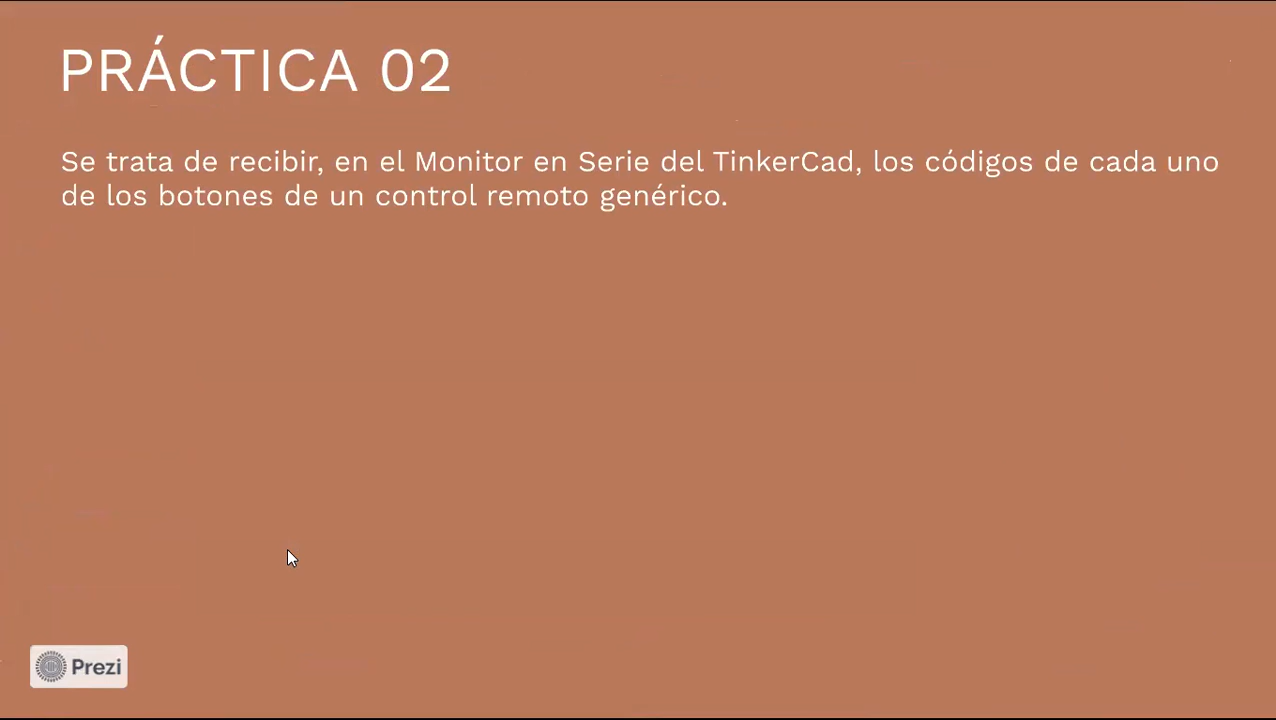 PRÁCTICA 02
Se trata de recibir, en el Monitor en Serie del TinkerCad, los códigos de cada uno
de los botones de un control remoto genérico.
Prezi